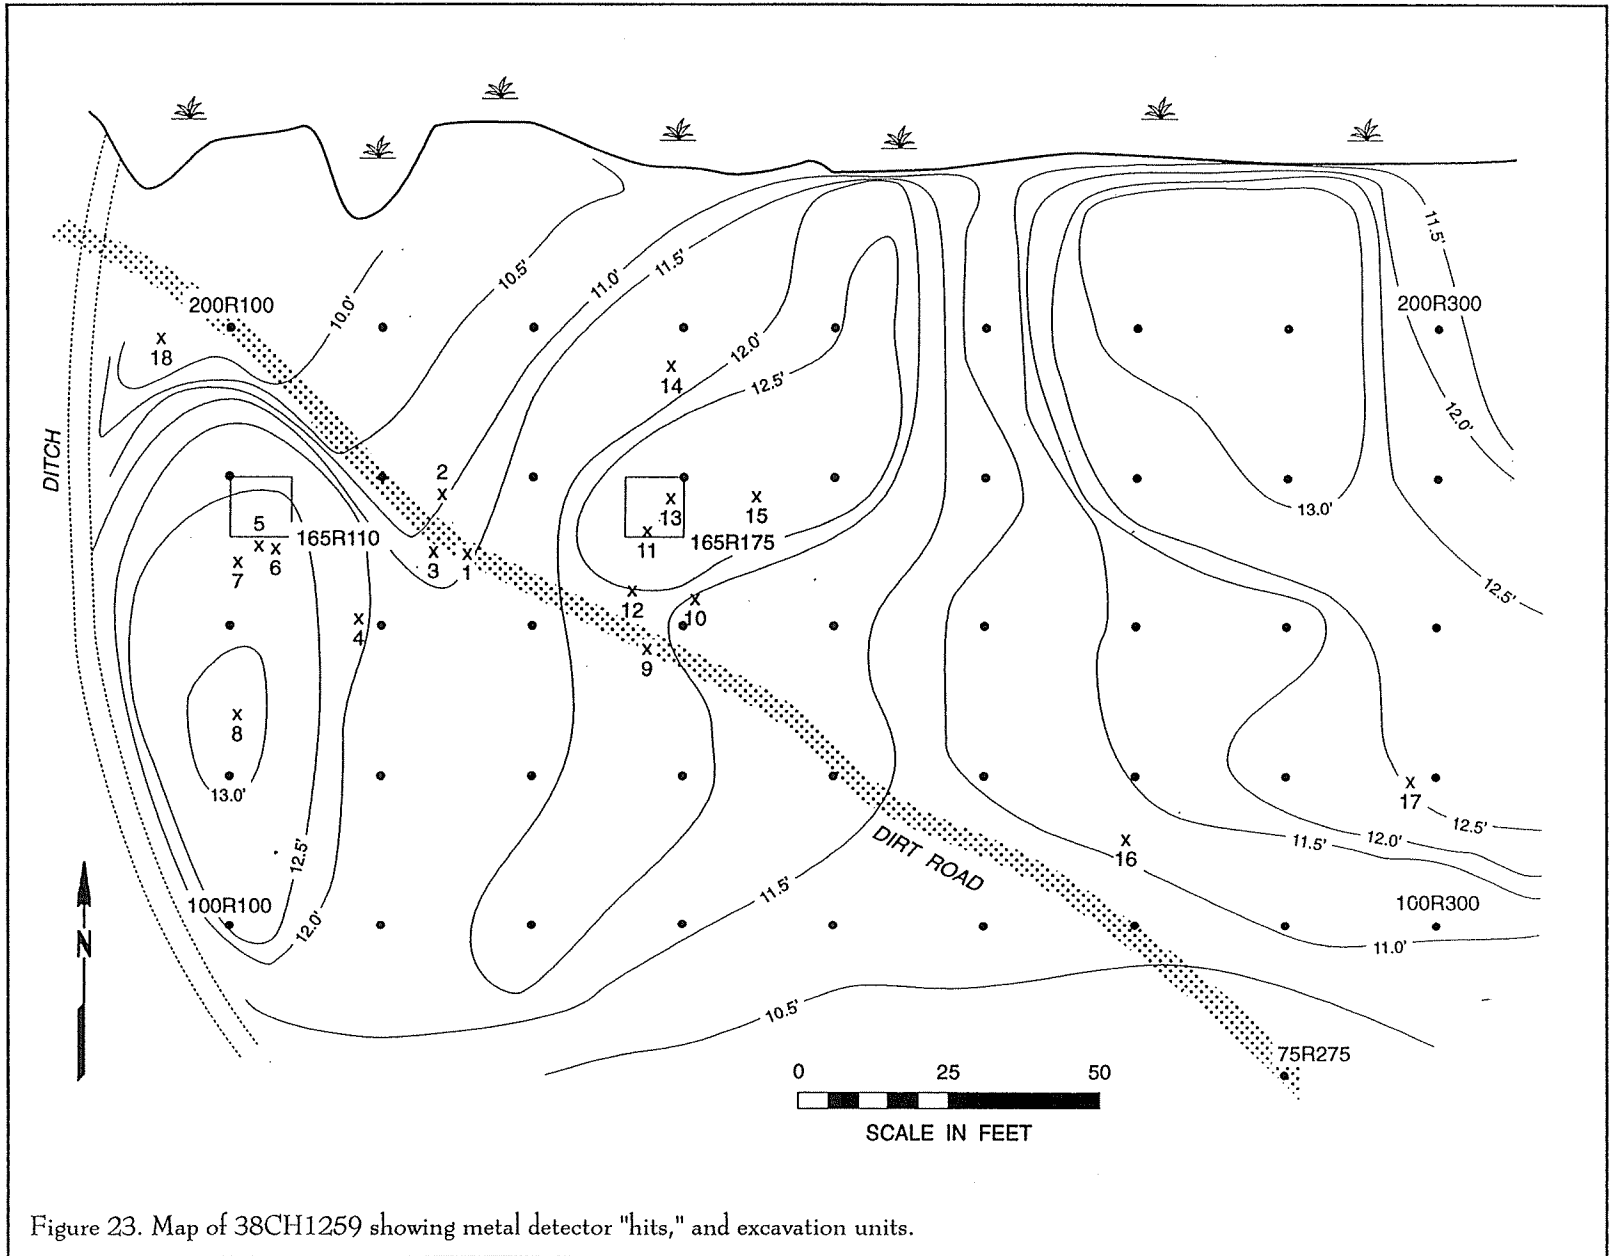 11.5'
10.5'
11.0'
11.5'
10.0'
200R100
200R300
x
18
12.0'
x
14
12.5'
12.0'
DITCH
2
x
x
13
x
15
13.0'
5
x
x
6
x
7
165R110
x
3
x
1
x
11
165R175
12.5'
x
12
x
10
x
4
x
9
x
8
13.0'
x
17
12.5'
DIRT ROAD
x
16
11.5'
12.0'
12.5'
11.5'
100R100
12.0'
100R300
11.0'
N
10.5'
75R275
0 25 50
SCALE IN FEET
Figure 23. Map of 38CH1259 showing metal detector "hits," and excavation units.